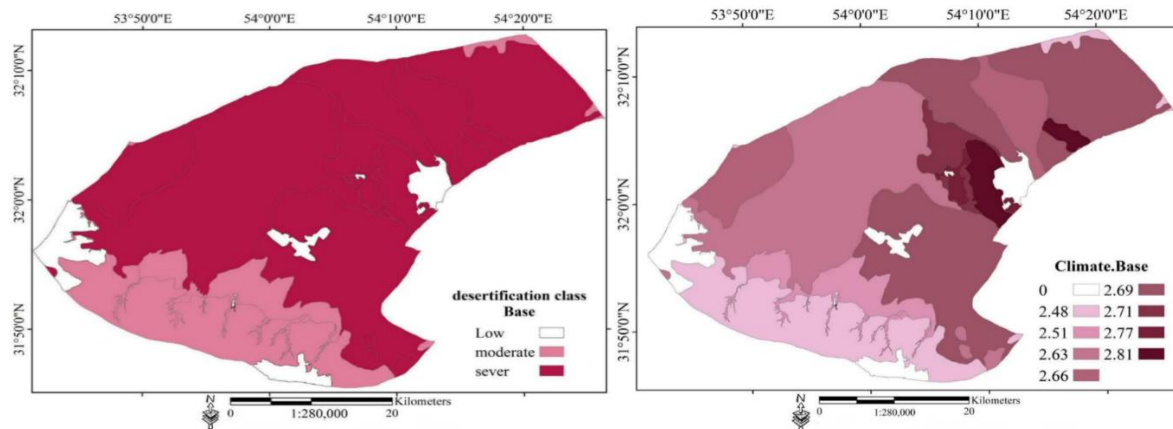 53°50'0"E 54°0'0"E 54°10'0"E 54°20'0"E
32°10'0"N
32°0'0"N
31°50'0"N
desertification class
Base
Low
moderate
sever
N
Kilometers
0 1:280,000 20
53°50'0"E 54°0'0"E 54°10'0"E 54°20'0"E
32°10'0"N
32°0'0"N
31°50'0"N
Climate.Base
0 2.69
2.48 2.71
2.51 2.77
2.63 2.81
2.66
N
Kilometers
0 1:280,000 20